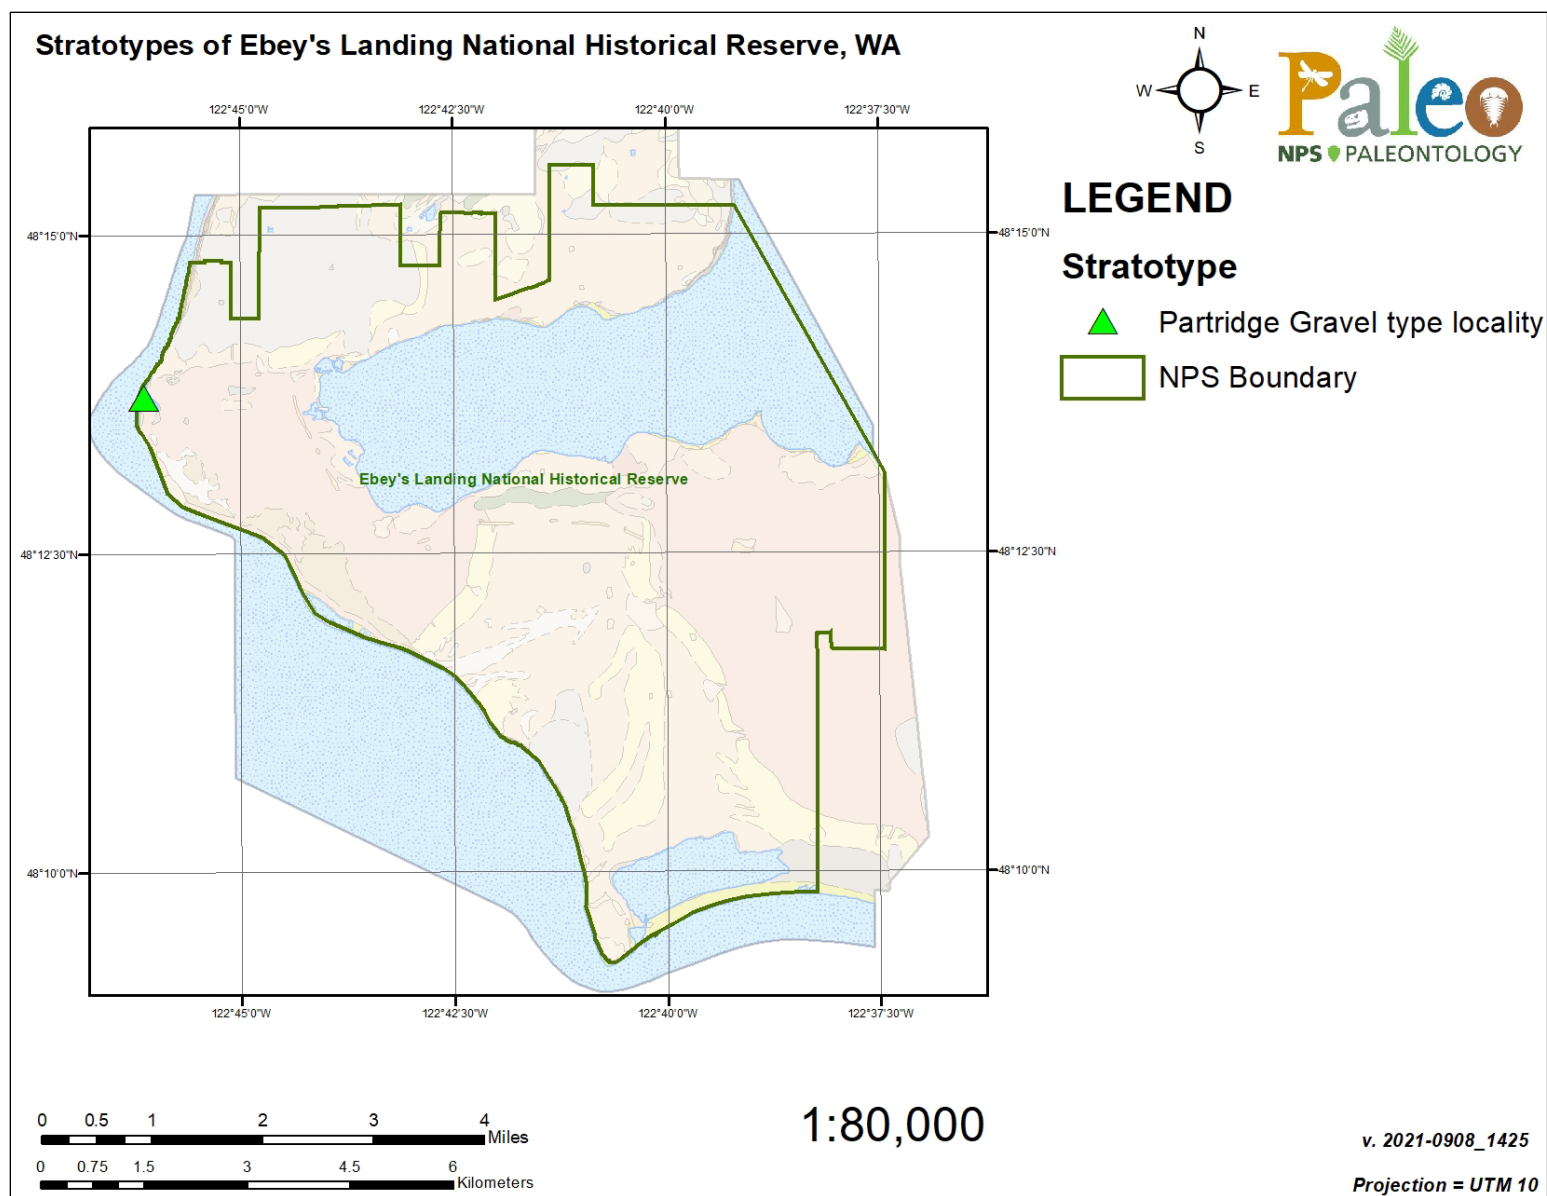 Stratotypes of Ebey's Landing National Historical Reserve, WA
N
W E
S
Paleo
NPS PALEONTOLOGY
122°45'0"W 122°42'30"W 122°40'0"W 122°37'30"W
LEGEND
Stratotype
Partridge Gravel type locality
NPS Boundary
48°15'0"N 48°15'0"N
Ebey's Landing National Historical Reserve
48°12'30"N 48°12'30"N
48°10'0"N 48°10'0"N
122°45'0"W 122°42'30"W 122°40'0"W 122°37'30"W
0 0.5 1 2 3 4
Miles
0 0.75 1.5 3 4.5 6
Kilometers
1:80,000
v. 2021-0908_1425
Projection = UTM 10